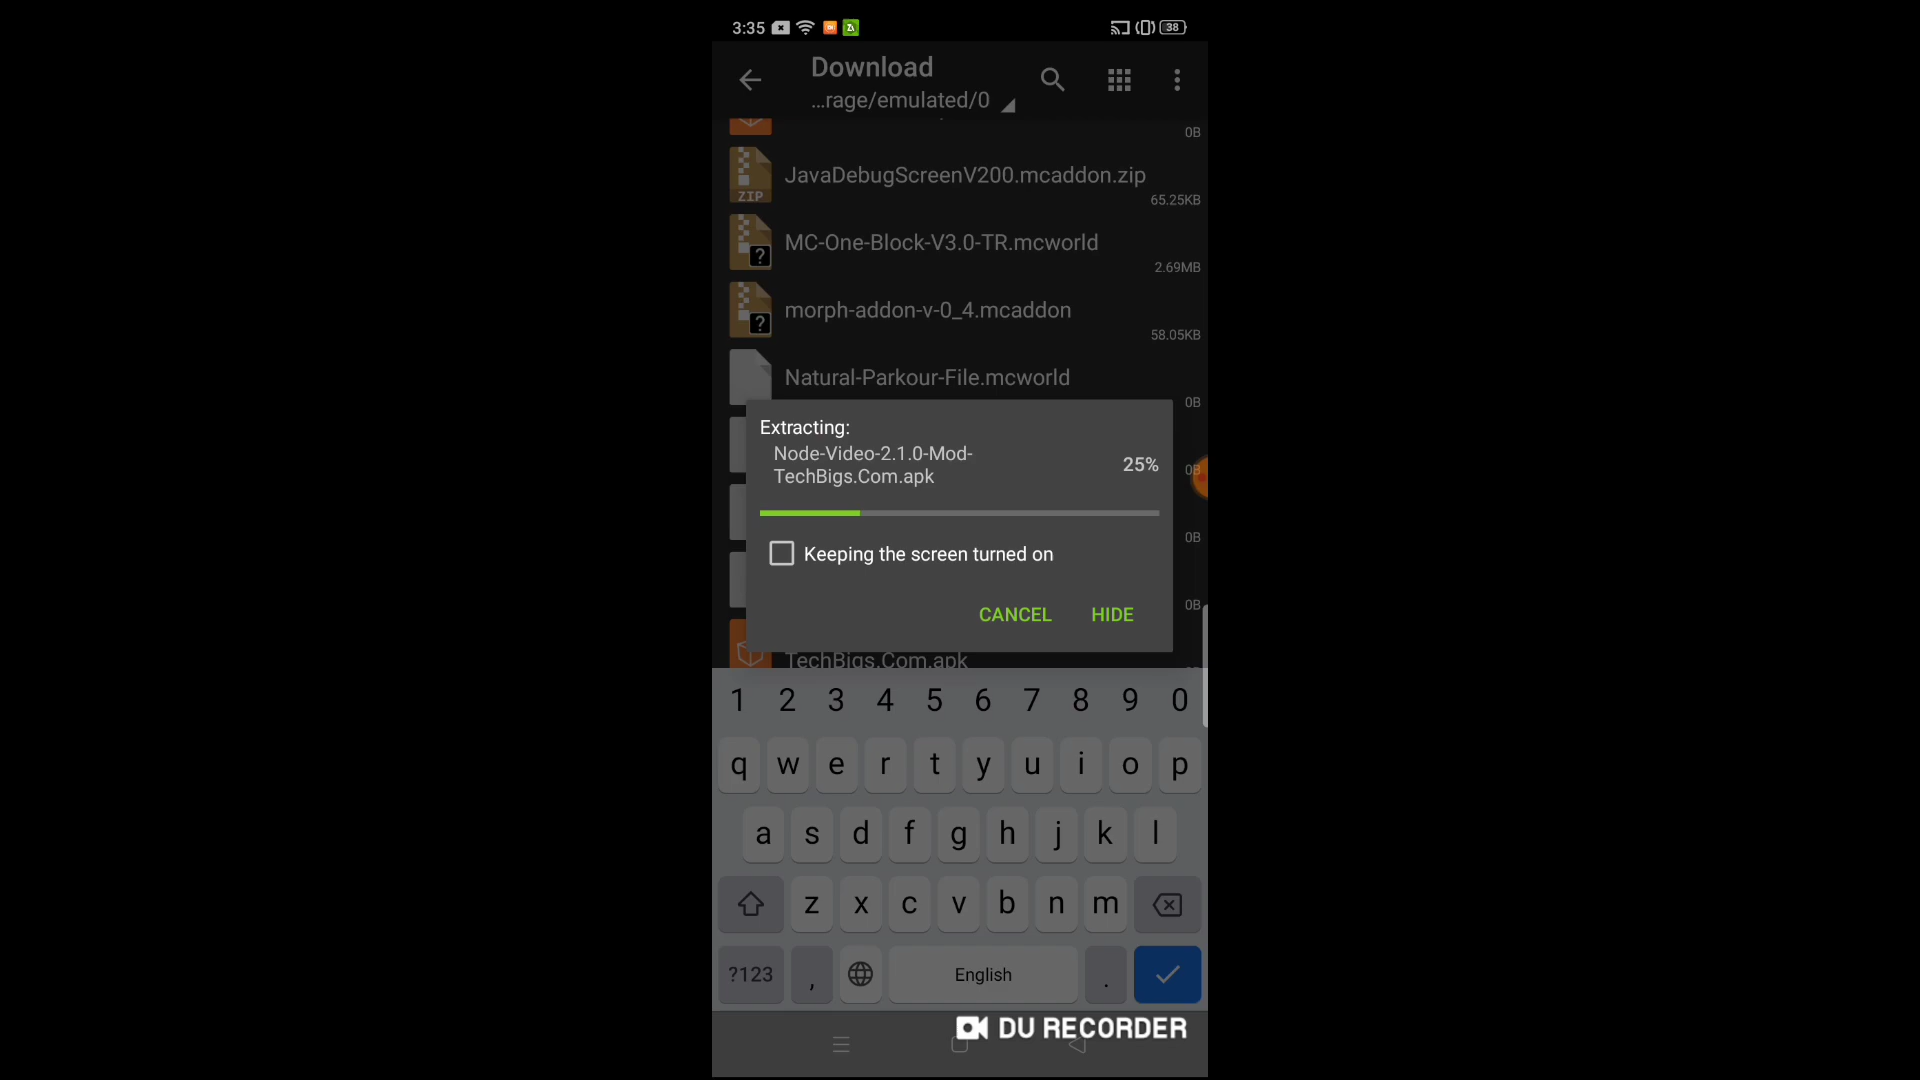 3:35
38
Download
...rage/emulated/0
0B
JavaDebugScreenV200.mcaddon.zip
ZIP
65.25KB
MC-One-Block-V3.0-TR.mcworld
?
2.69MB
morph-addon-v-0_4.mcaddon
?
58.05KB
Natural-Parkour-File.mcworld
0B
Extracting:
Node-Video-2.1.0-Mod-
TechBigs.Com.apk
25%
0B
0B
Keeping the screen turned on
0B
CANCEL HIDE
TechBigs.Com.apk
1 2 3 4 5 6 7 8 9 0
q w e r t y u i o p
a s d f g h j k l
z x c v b n m
?123 , English .
DU RECORDER